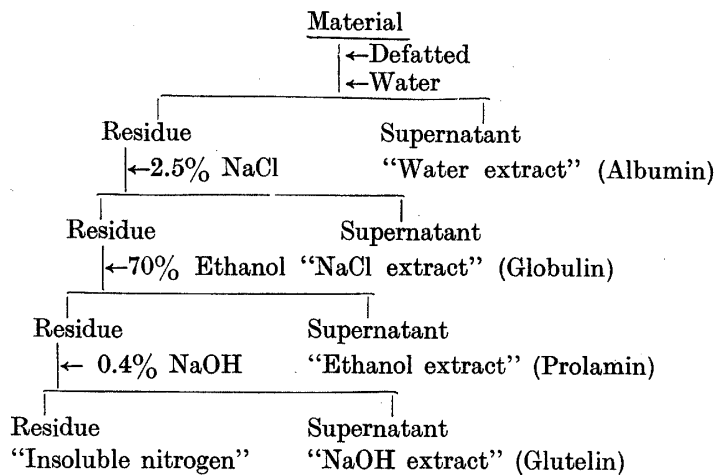 Material
←Defatted
←Water
Residue Supernatant
←2.5% NaCl “Water extract” (Albumin)
Residue Supernatant
←70% Ethanol “NaCl extract” (Globulin)
Residue Supernatant
← 0.4% NaOH “Ethanol extract” (Prolamin)
Residue Supernatant
“Insoluble nitrogen” “NaOH extract” (Glutelin)